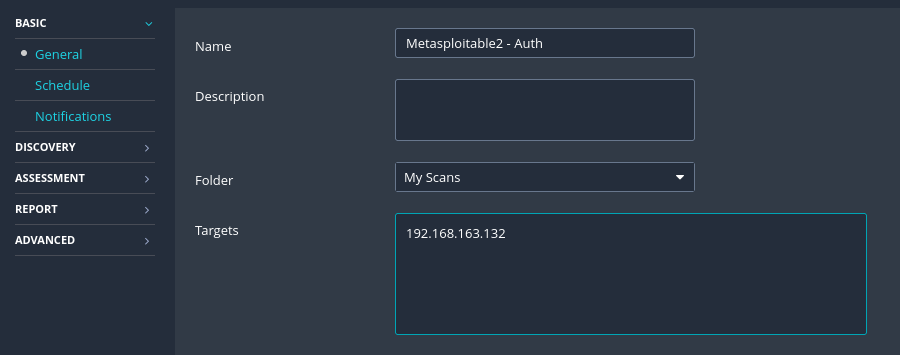 BASIC
General
Schedule
Notifications
DISCOVERY
ASSESSMENT
REPORT
ADVANCED
Name
Metasploitable2 - Auth
Description
Folder
My Scans
Targets
192.168.163.132